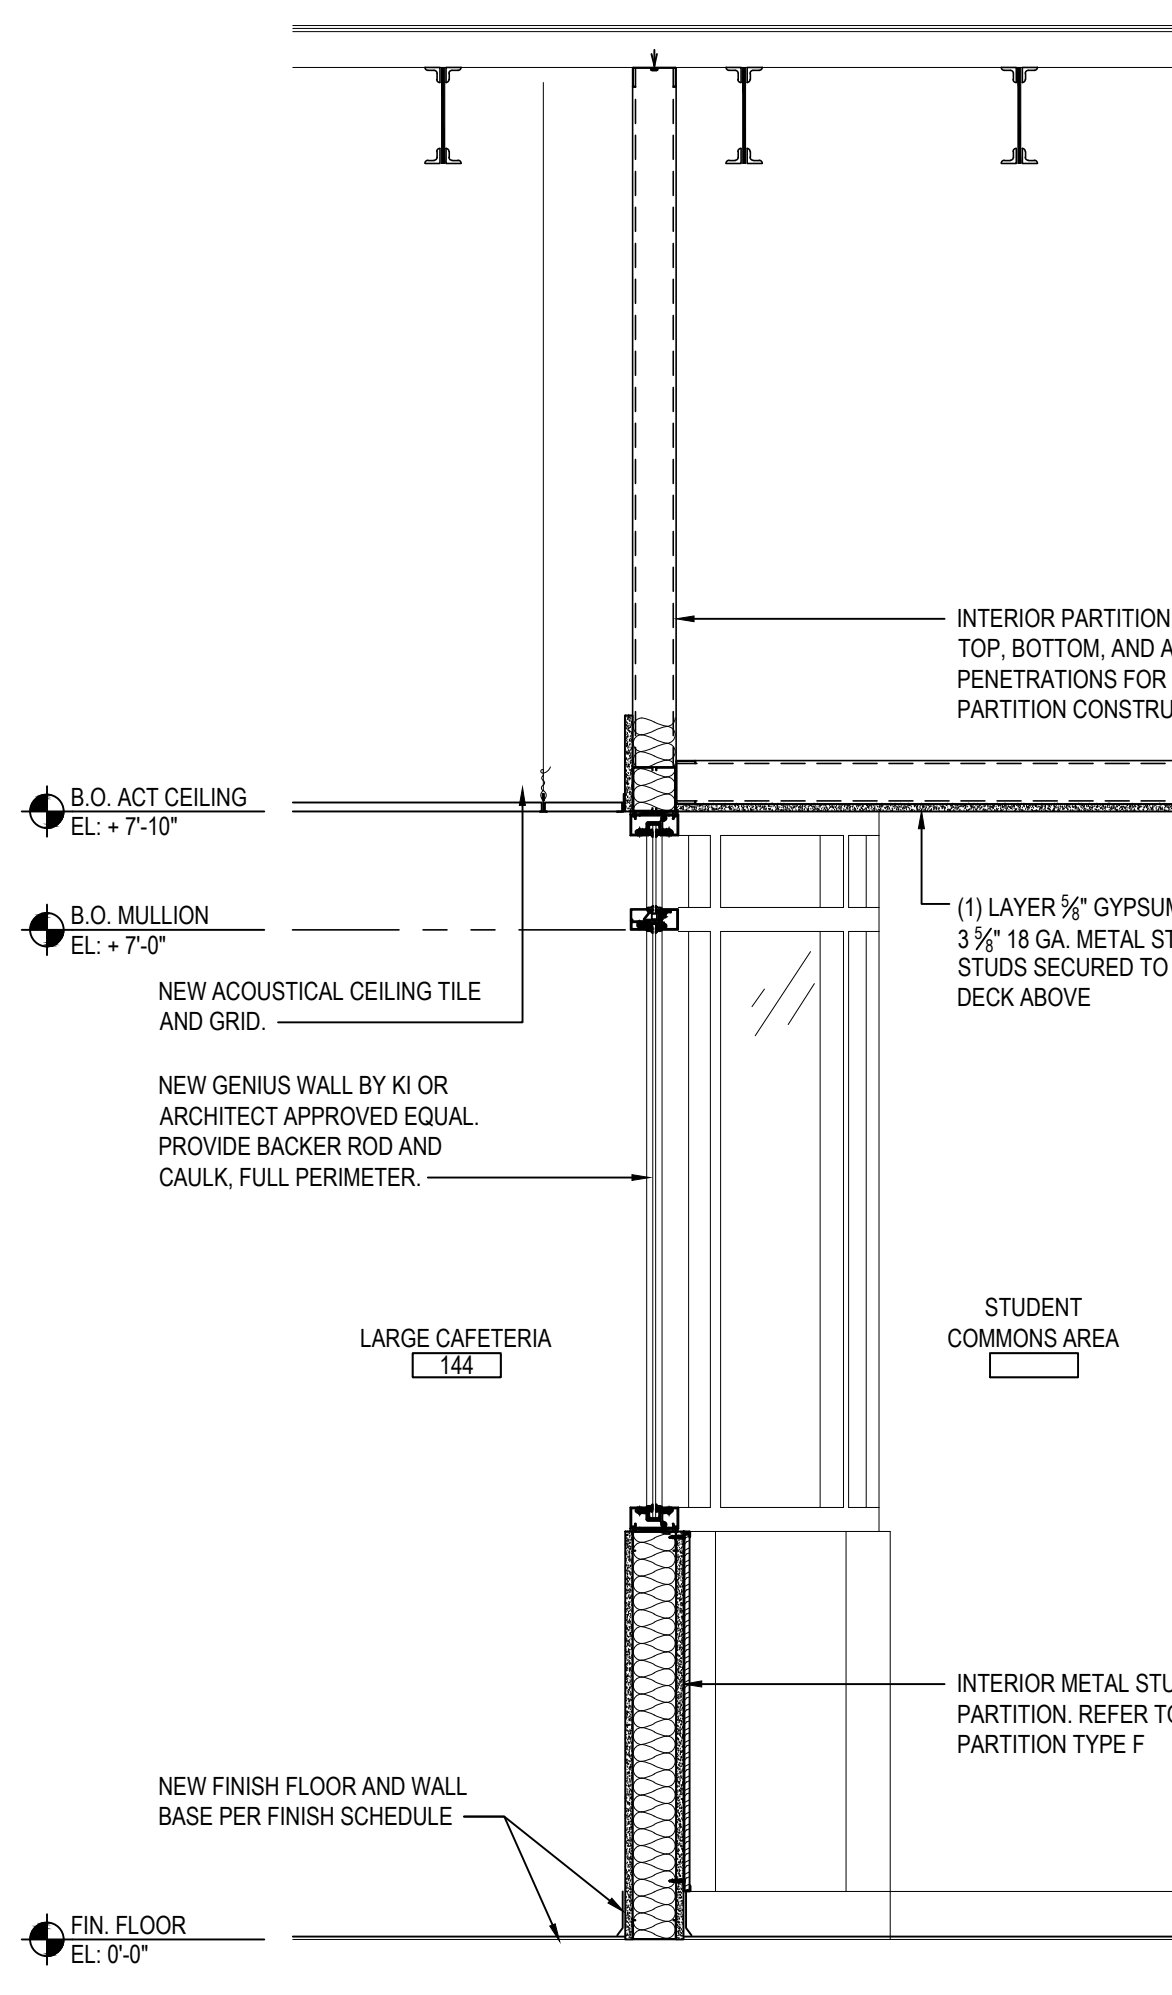 INTERIOR PARTITION
TOP, BOTTOM, AND A
PENETRATIONS FOR
PARTITION CONSTRU
B.O. ACT CEILING
EL: + 7'-10"
(1) LAYER 5/8" GYPSUM
3 5/8" 18 GA. METAL ST
STUDS SECURED TO
DECK ABOVE
B.O. MULLION
EL: + 7'-0"
NEW ACOUSTICAL CEILING TILE
AND GRID.
NEW GENIUS WALL BY KI OR
ARCHITECT APPROVED EQUAL.
PROVIDE BACKER ROD AND
CAULK, FULL PERIMETER.
LARGE CAFETERIA
144
STUDENT
COMMONS AREA
INTERIOR METAL STU
PARTITION. REFER TO
PARTITION TYPE F
NEW FINISH FLOOR AND WALL
BASE PER FINISH SCHEDULE
FIN. FLOOR
EL: 0'-0"